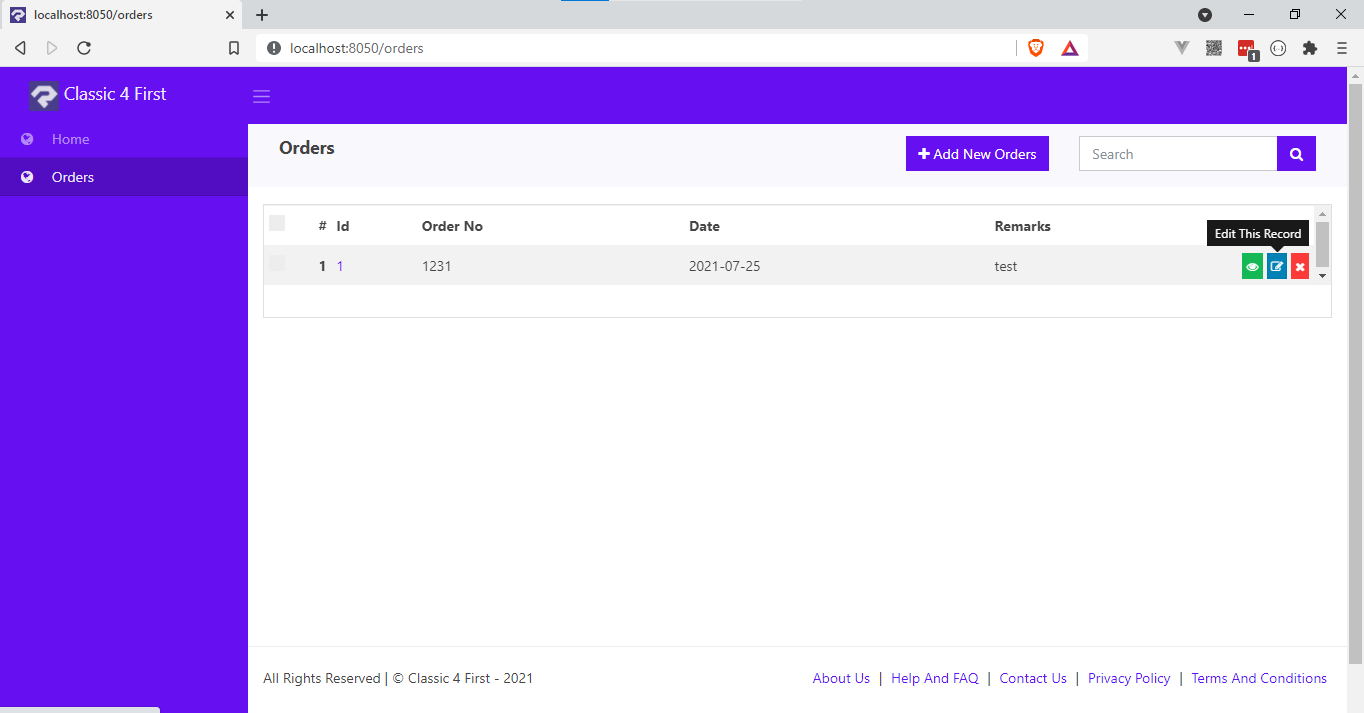 localhost:8050/orders
localhost:8050/orders
1
Classic 4 First
Home
Orders
Orders
Add New Orders
Search
# Id Order No Date Remarks
Edit This Record
1 1 1231 2021-07-25 test
All Rights Reserved | © Classic 4 First - 2021
About Us | Help And FAQ | Contact Us | Privacy Policy | Terms And Conditions